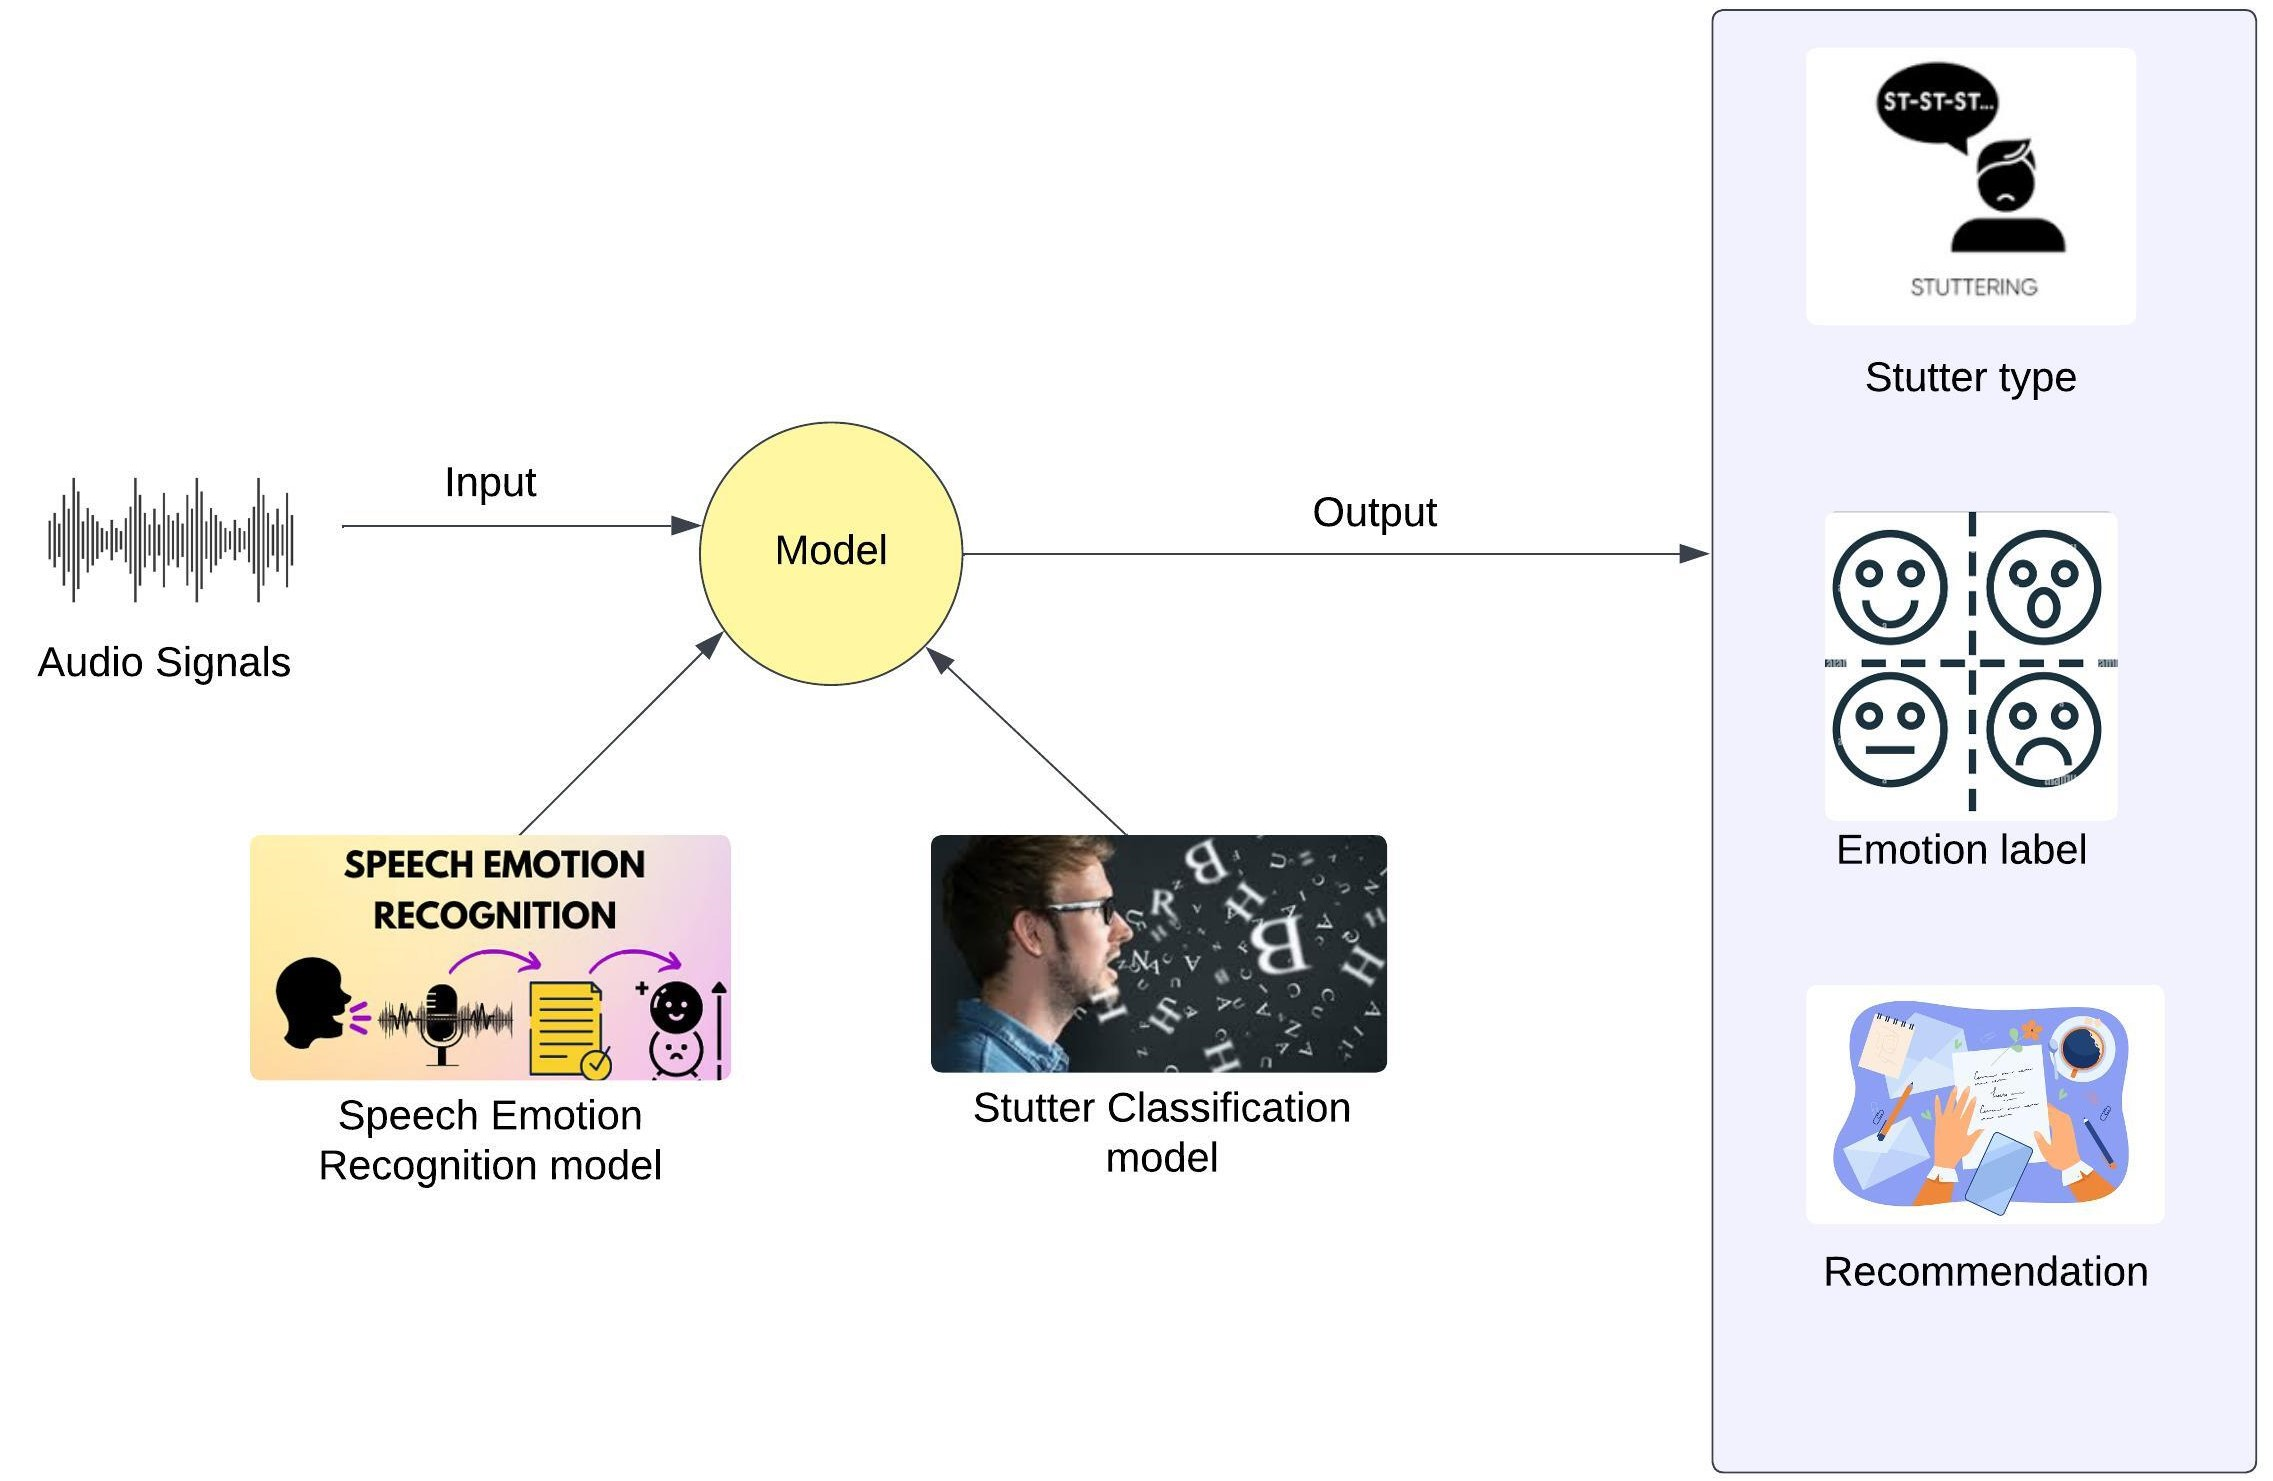 ST-ST-ST...
STUTTERING
Stutter type
Input
Output
Model
Audio Signals
Emotion label
SPEECH EMOTION
RECOGNITION
Speech Emotion
Recognition model
Stutter Classification
model
Recommendation